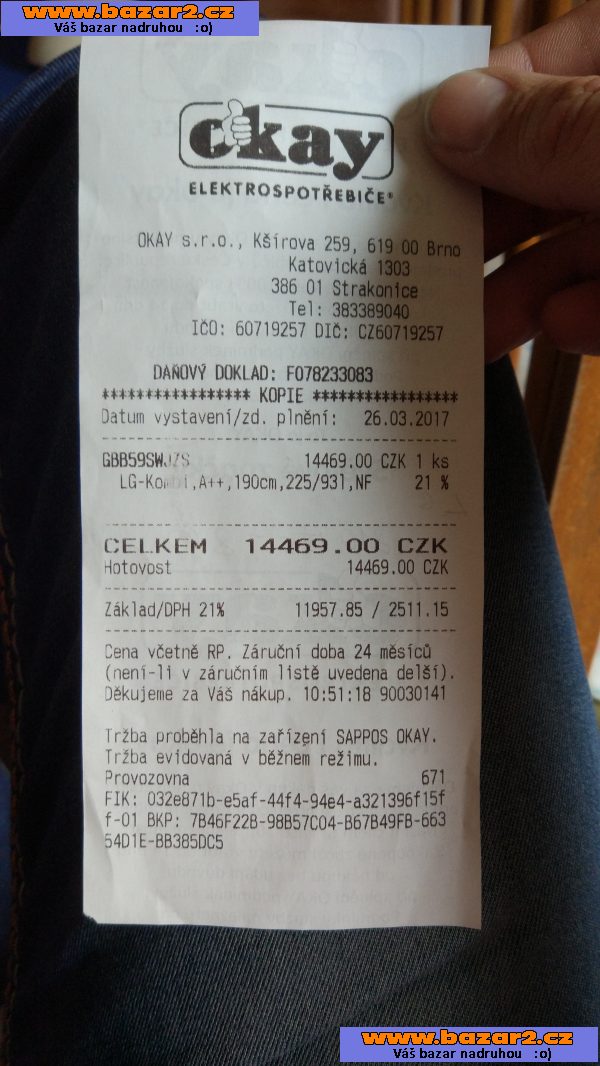 www.bazar2.cz
Váš bazar nadruhou :o)
okay
ELEKTROSPOTŘEBIČE®
OKAY s.r.o., Kšírova 259, 619 00 Brno
Katovická 1303
386 01 Strakonice
Tel: 383389040
IČO: 60719257 DIČ: CZ60719257
DAŇOVÝ DOKLAD: F078233083
***************** KOPIE *****************
Datum vystavení/zd. plnění: 26.03.2017
GBB59SWJZS 14469.00 CZK 1 ks
LG-Kombi,A++,190cm,225/93l,NF 21 %
CELKEM 14469.00 CZK
Hotovost 14469.00 CZK
Základ/DPH 21% 11957.85 / 2511.15
Cena včetně RP. Záruční doba 24 měsíců
(není-li v záručním listě uvedena delší).
Děkujeme za Váš nákup. 10:51:18 90030141
Tržba proběhla na zařízení SAPPOS OKAY.
Tržba evidovaná v běžném režimu.
Provozovna 671
FIK: 032e871b-e5af-44f4-94e4-a321396f15f
f-01 BKP: 7B46F22B-98B57C04-B67B49FB-663
54D1E-BB385DC5
www.bazar2.cz
Váš bazar nadruhou :o)